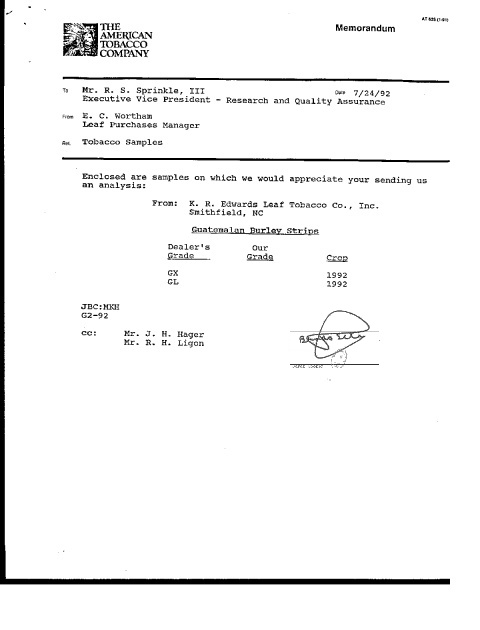 AT 625 (1-91)
THE
AMERICAN
TOBACCO
COMPANY
Memorandum
To Mr. R. S. Sprinkle, III Date 7/24/92
Executive Vice President - Research and Quality Assurance
From E. C. Wortham
Leaf Purchases Manager
Re: Tobacco Samples
Enclosed are samples on which we would appreciate your sending us
an analysis:
From: K. R. Edwards Leaf Tobacco Co., Inc.
Smithfield, NC
Guatemalan Burley Strips
Dealer's Our
Grade Grade Crop
GX 1992
GL 1992
JBC:MKH
G2-92
cc: Mr. J. H. Hager
Mr. R. H. Ligon